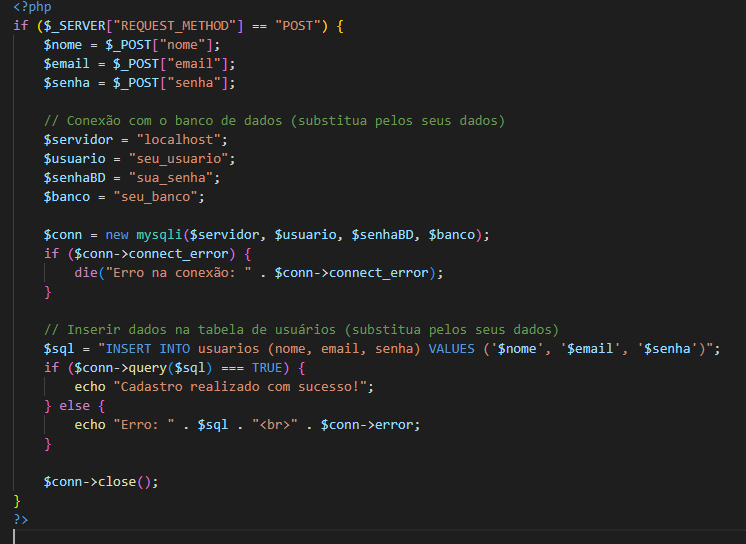 <?php
if ($_SERVER["REQUEST_METHOD"] == "POST") {
    $nome = $_POST["nome"];
    $email = $_POST["email"];
    $senha = $_POST["senha"];

    // Conexão com o banco de dados (substitua pelos seus dados)
    $servidor = "localhost";
    $usuario = "seu_usuario";
    $senhaBD = "sua_senha";
    $banco = "seu_banco";

    $conn = new mysqli($servidor, $usuario, $senhaBD, $banco);
    if ($conn->connect_error) {
        die("Erro na conexão: " . $conn->connect_error);
    }

    // Inserir dados na tabela de usuários (substitua pelos seus dados)
    $sql = "INSERT INTO usuarios (nome, email, senha) VALUES ('$nome', '$email', '$senha')";
    if ($conn->query($sql) === TRUE) {
        echo "Cadastro realizado com sucesso!";
    } else {
        echo "Erro: " . $sql . "<br>" . $conn->error;
    }

    $conn->close();
}
?>